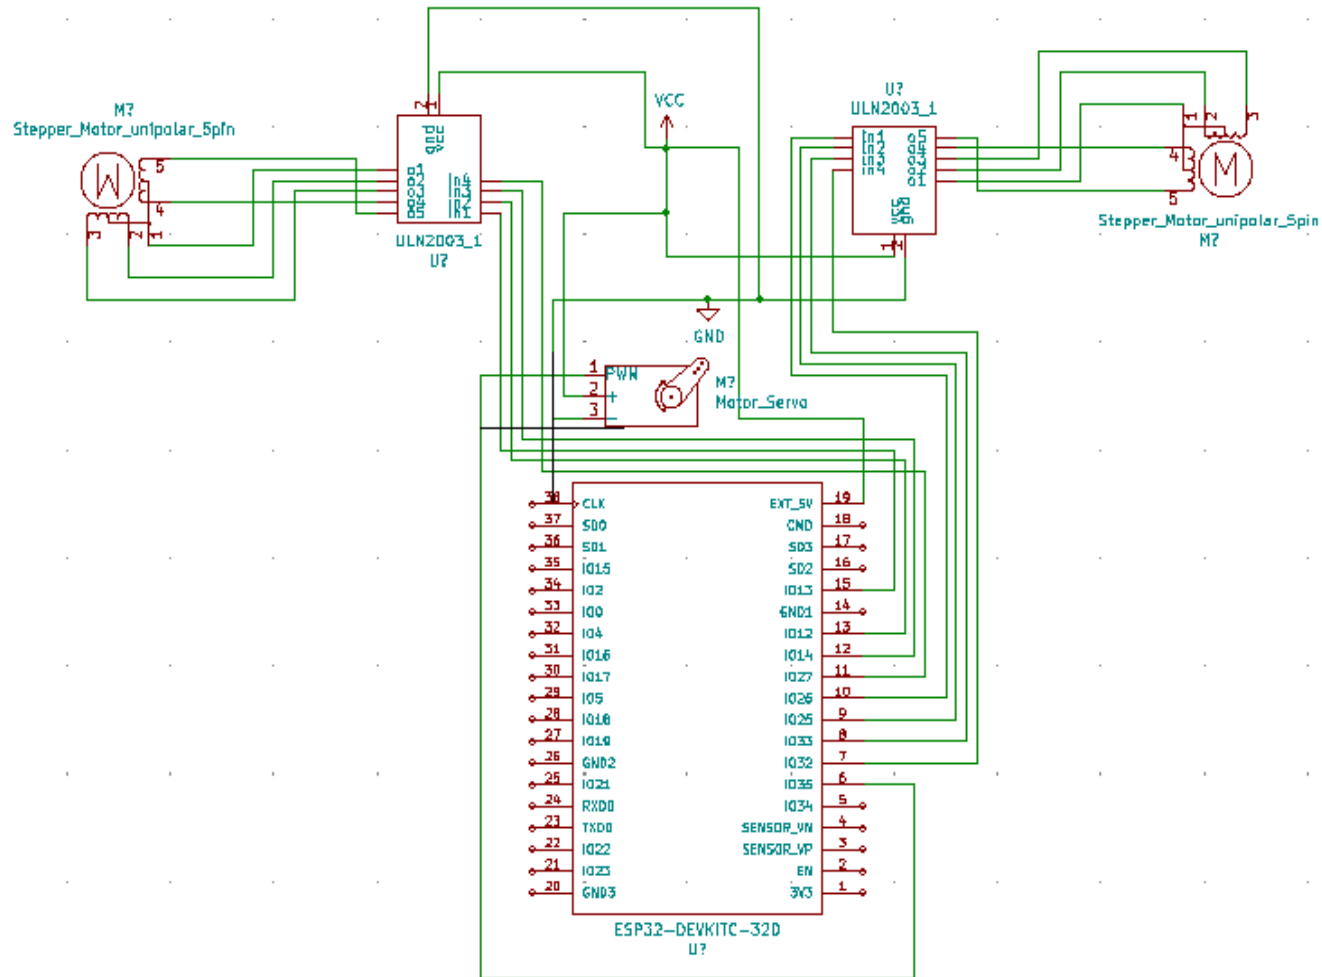 M?
Stepper_Motor_unipolar_5pin
5
4
3
2
1
M
2
1
gnd
vcc
o1
o2
o3
o4
o5
In4
In3
In2
In1
ULN2003_1
U?
VCC
U?
ULN2003_1
In1
In2
In3
In4
o5
o4
o3
o2
o1
vcc
gnd
1
2
1
2
3
4
5
M
Stepper_Motor_unipolar_5pin
M?
GND
1
2
3
PWM
+
-
M?
Motor_Servo
38 CLK EXT_5V 19
37 SD0 GND 18
36 SD1 SD3 17
35 IO15 SD2 16
34 IO2 IO13 15
33 IO0 GND1 14
32 IO4 IO12 13
31 IO16 IO14 12
30 IO17 IO27 11
29 IO5 IO26 10
28 IO18 IO25 9
27 IO19 IO33 8
26 GND2 IO32 7
25 IO21 IO35 6
24 RXD0 IO34 5
23 TXD0 SENSOR_VN 4
22 IO22 SENSOR_VP 3
21 IO23 EN 2
20 GND3 3V3 1
ESP32-DEVKITC-32D
U?